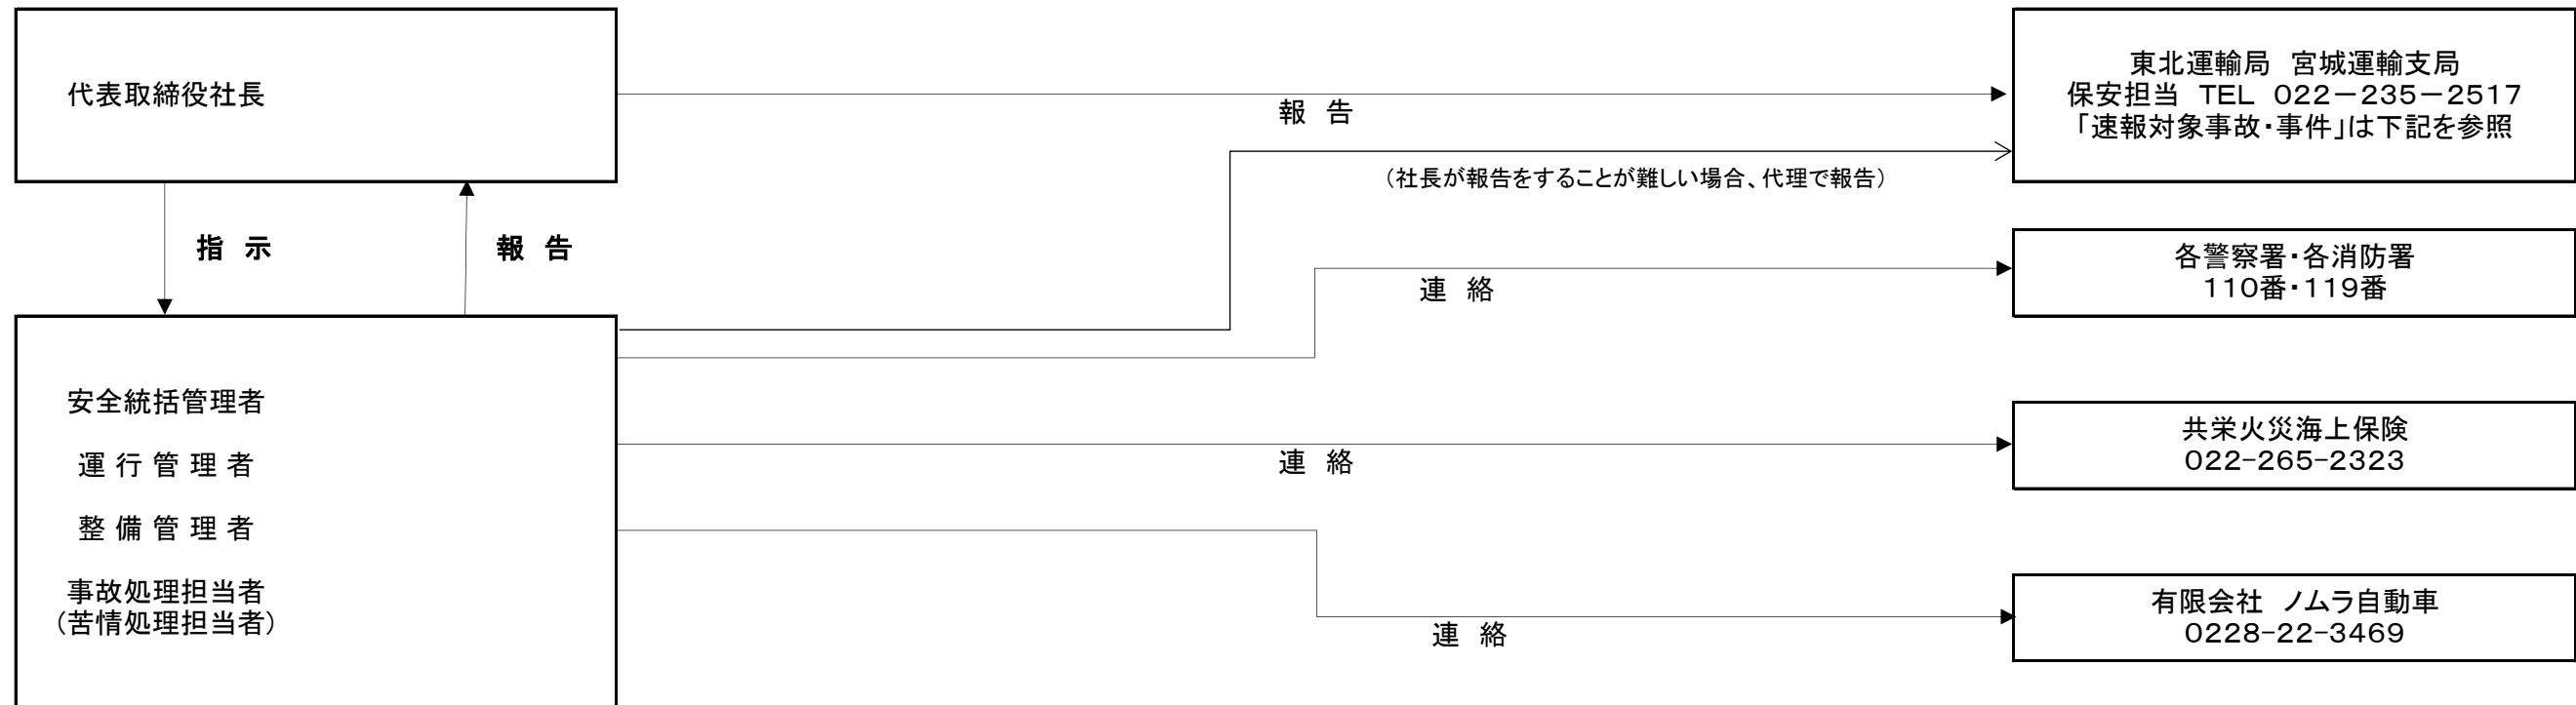 代表取締役社長
報　告
東北運輸局　宮城運輸支局
保安担当　TEL　022－235－2517
「速報対象事故・事件」は下記を参照
（社長が報告をすることが難しい場合、代理で報告）
指　示
報　告
連　絡
各警察署・各消防署
110番・119番
安全統括管理者
運 行 管 理 者
整 備 管 理 者
事故処理担当者
（苦情処理担当者）
連　絡
共栄火災海上保険
022-265-2323
連　絡
有限会社　ノムラ自動車
0228-22-3469